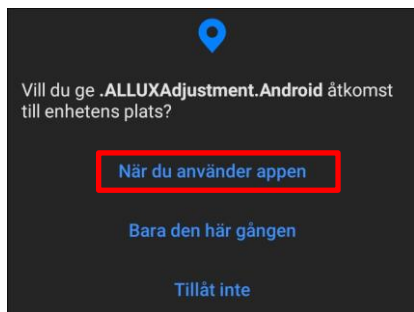 Vill du ge .ALLUXAdjustment.Android åtkomst
till enhetens plats?
När du använder appen
Bara den här gången
Tillåt inte